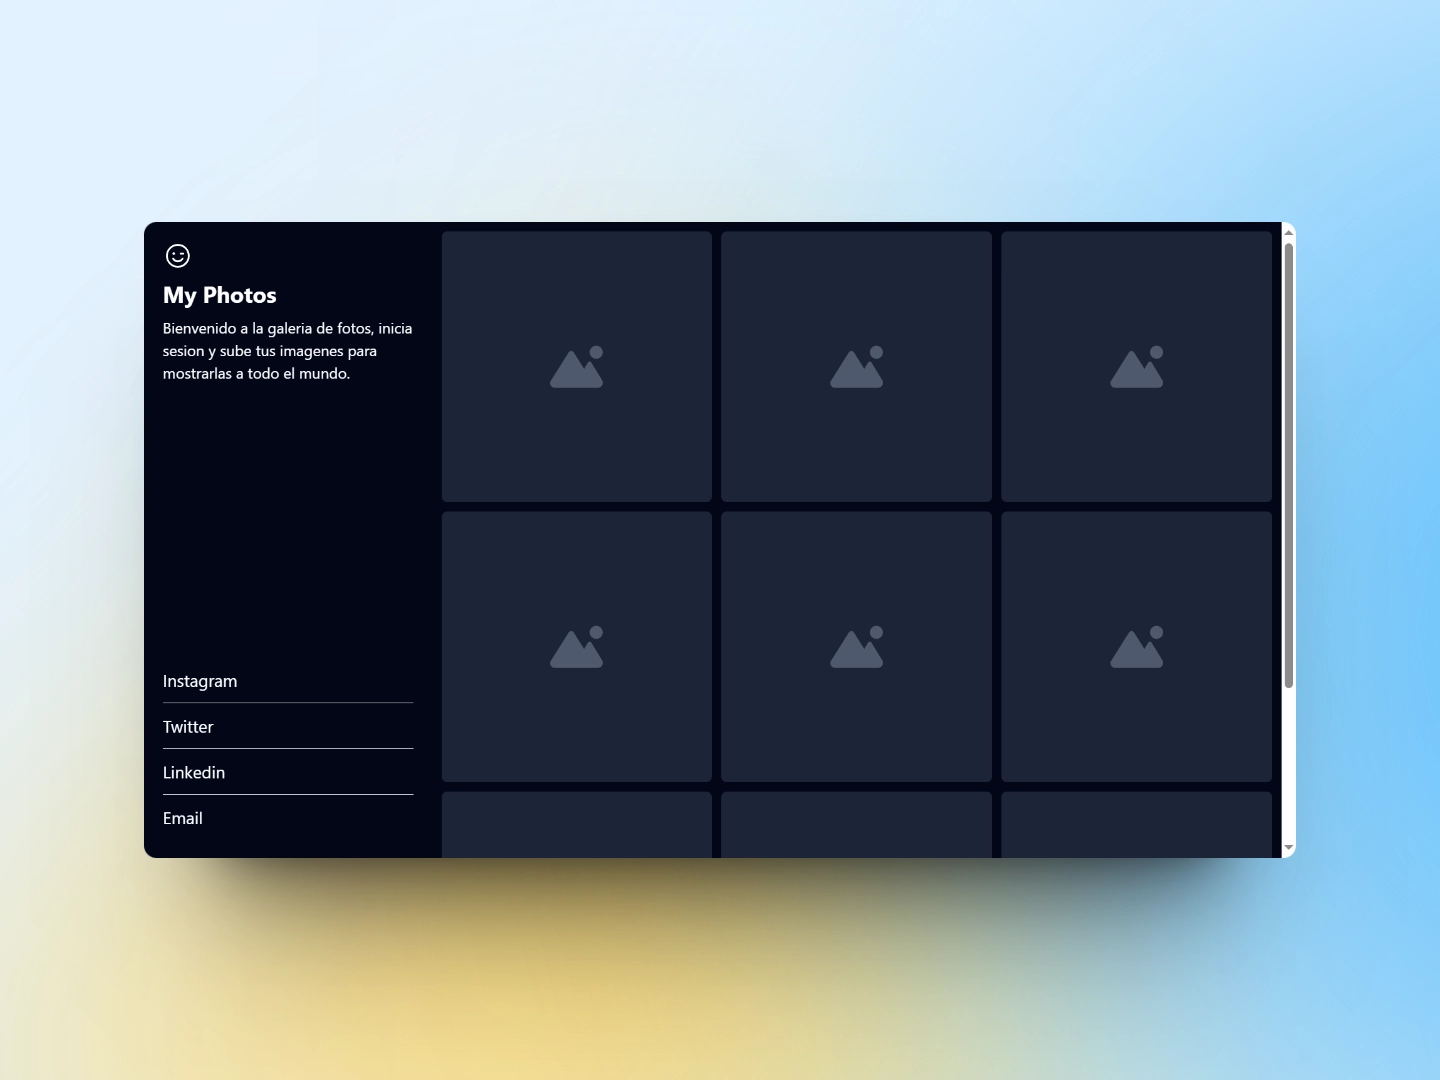 My Photos
Bienvenido a la galeria de fotos, inicia
sesion y sube tus imagenes para
mostrarlas a todo el mundo.
Instagram
Twitter
Linkedin
Email